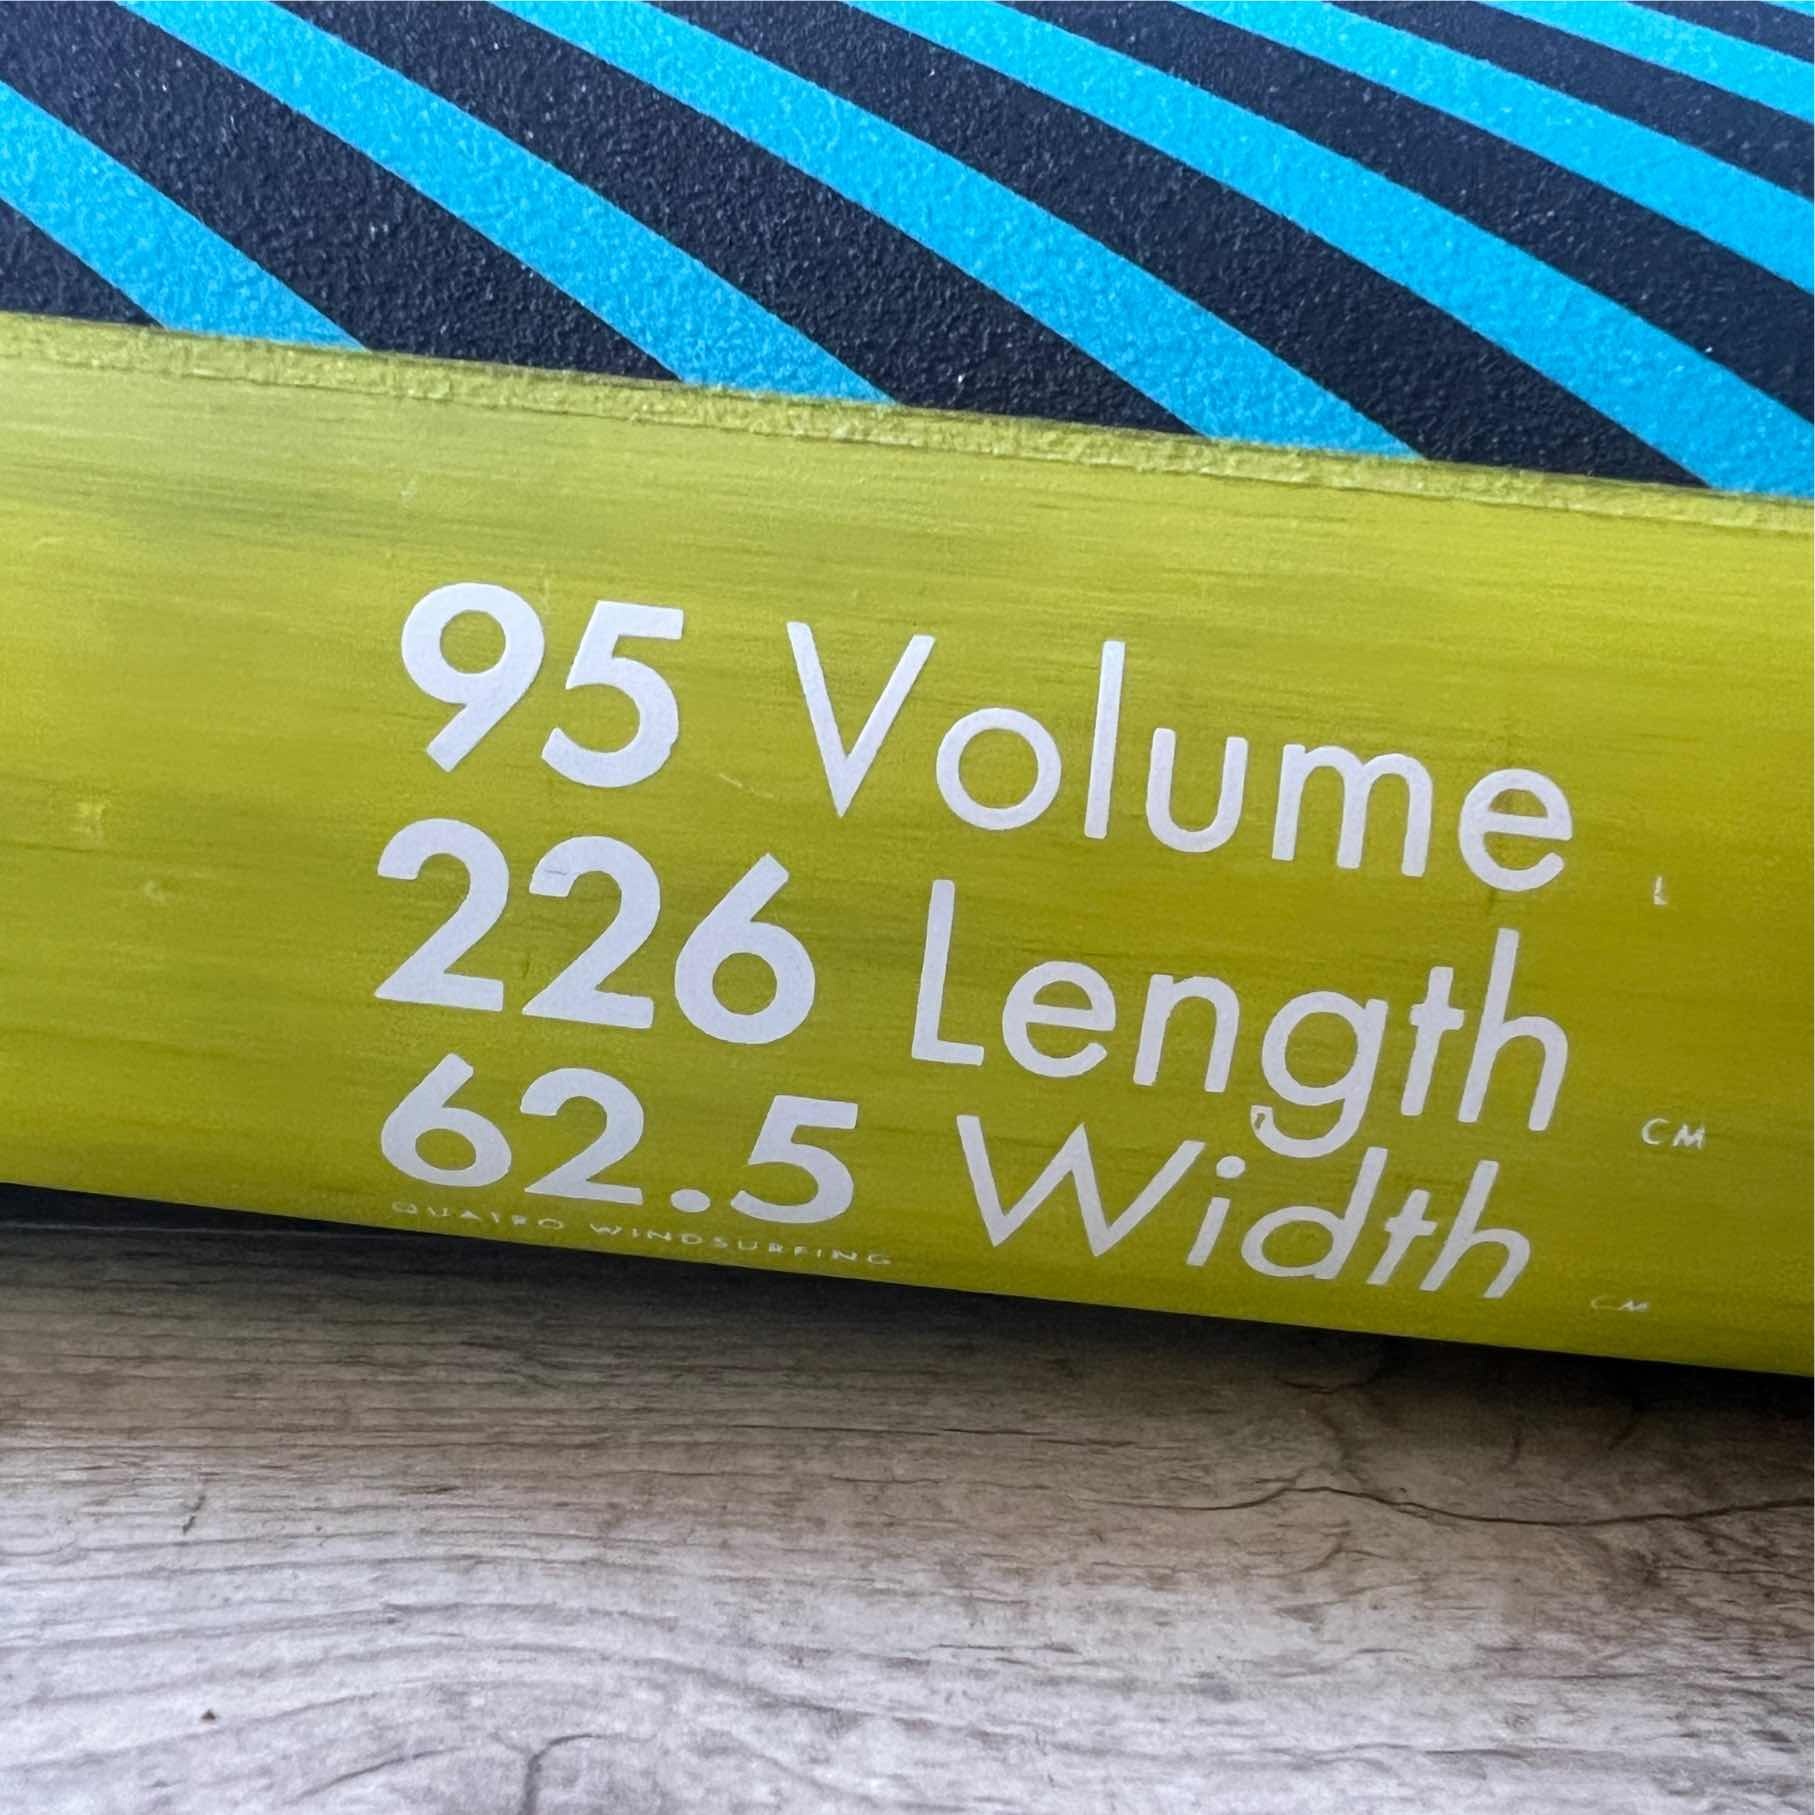 95 Volume L
226 Length CM
62.5 Width CM
QUATRO WINDSURFING